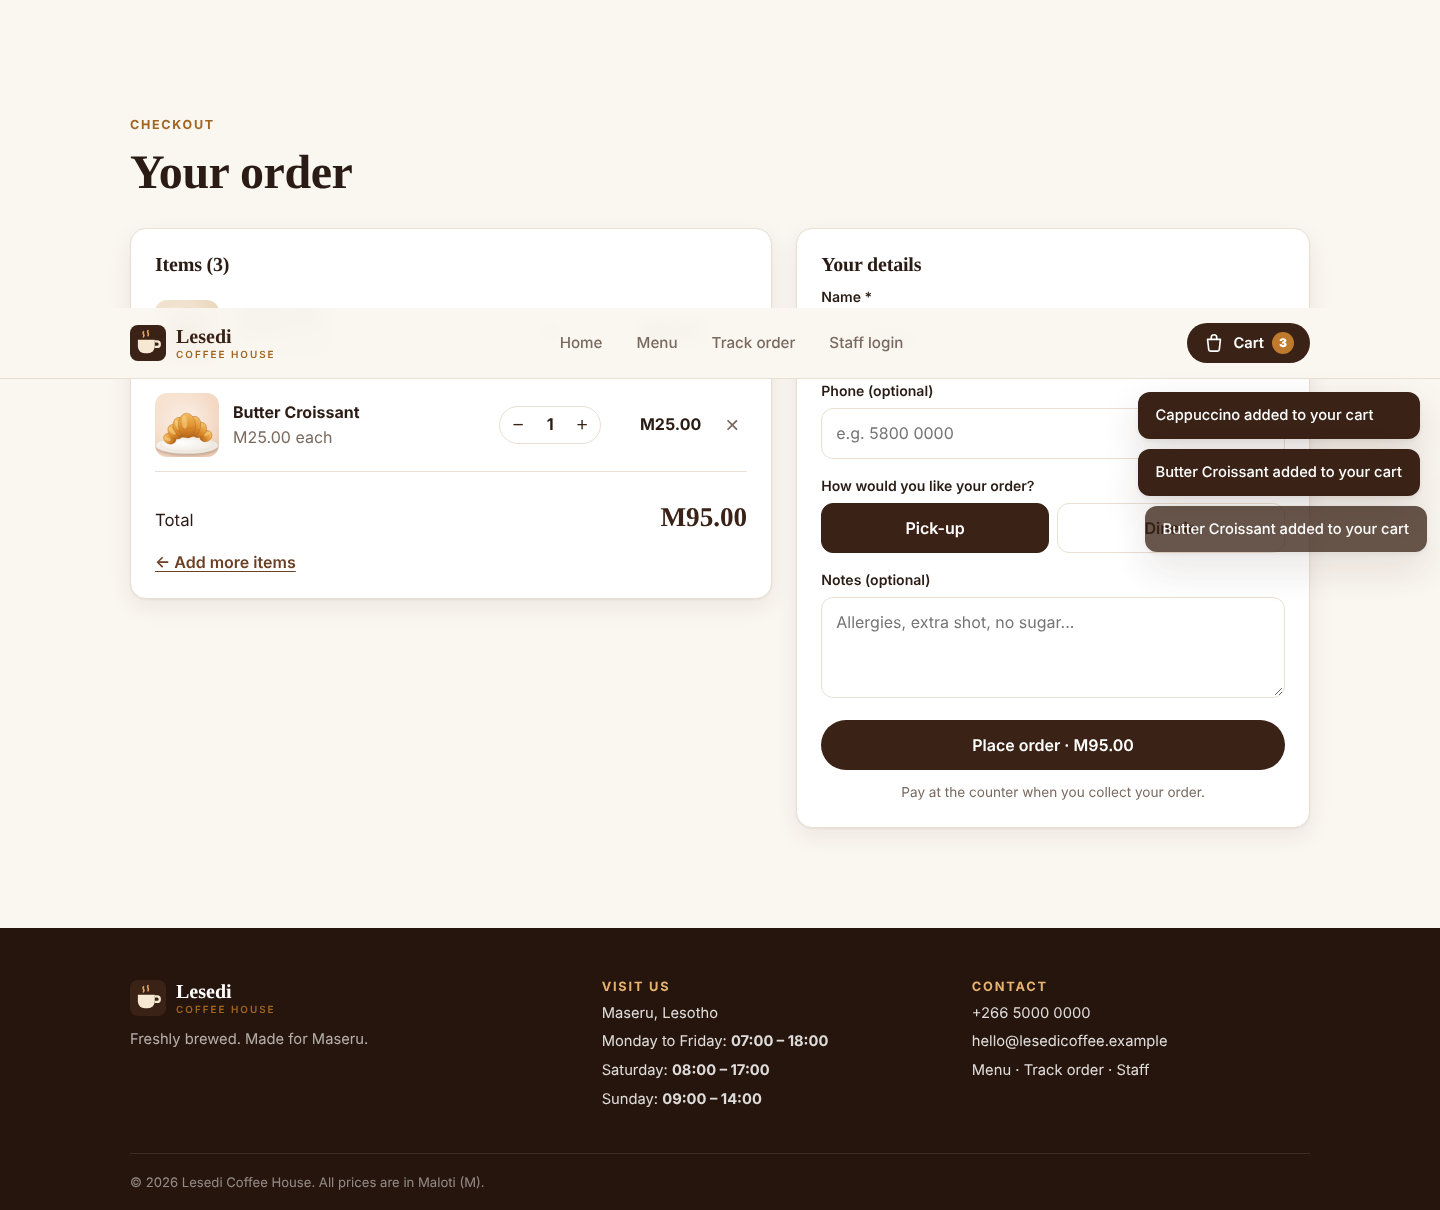 CHECKOUT
Your order
Items (3)
Your details
Name *
Lesedi
COFFEE HOUSE
Home
Menu
Track order
Staff login
Cart 3
Phone (optional)
e.g. 5800 0000
Butter Croissant
M25.00 each
− 1 +
M25.00
×
Cappuccino added to your cart
Butter Croissant added to your cart
Butter Croissant added to your cart
How would you like your order?
Pick-up
Total
M95.00
← Add more items
Notes (optional)
Allergies, extra shot, no sugar...
Place order · M95.00
Pay at the counter when you collect your order.
Lesedi
COFFEE HOUSE
Freshly brewed. Made for Maseru.
VISIT US
Maseru, Lesotho
Monday to Friday: 07:00 – 18:00
Saturday: 08:00 – 17:00
Sunday: 09:00 – 14:00
CONTACT
+266 5000 0000
hello@lesedicoffee.example
Menu · Track order · Staff
© 2026 Lesedi Coffee House. All prices are in Maloti (M).